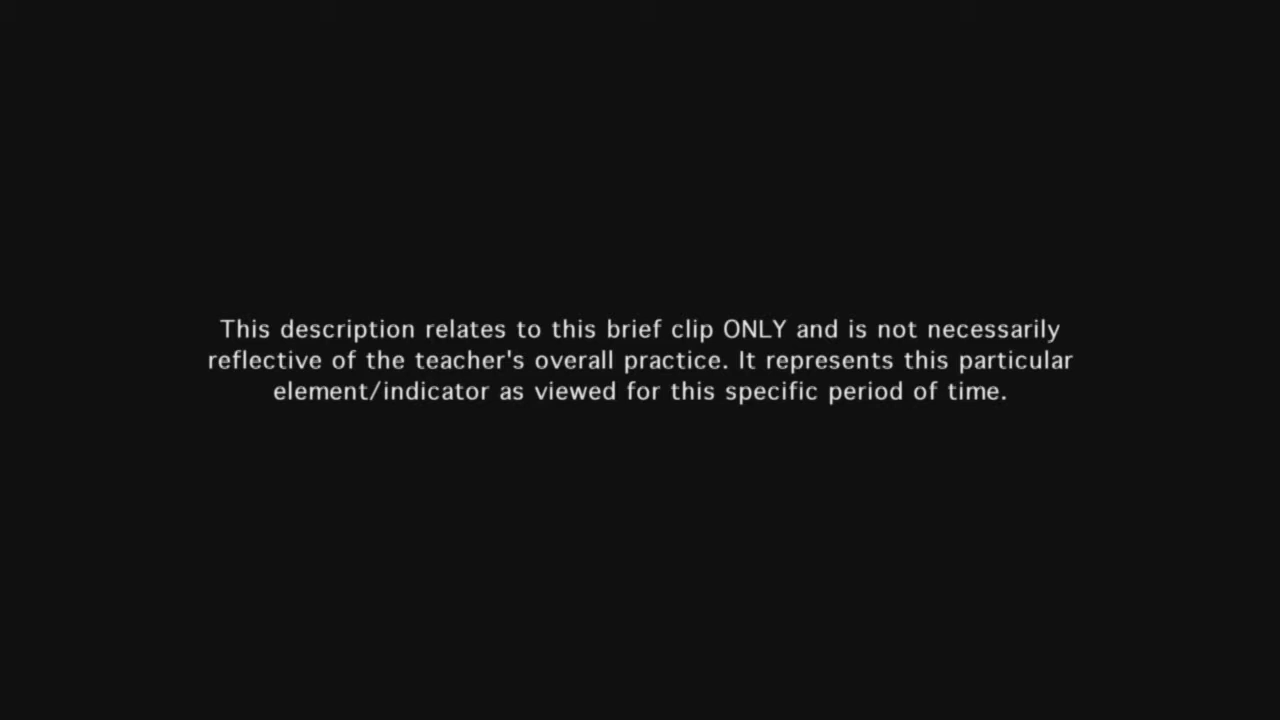 This description relates to this brief clip ONLY and is not necessarily
reflective of the teacher's overall practice. It represents this particular
element/indicator as viewed for this specific period of time.